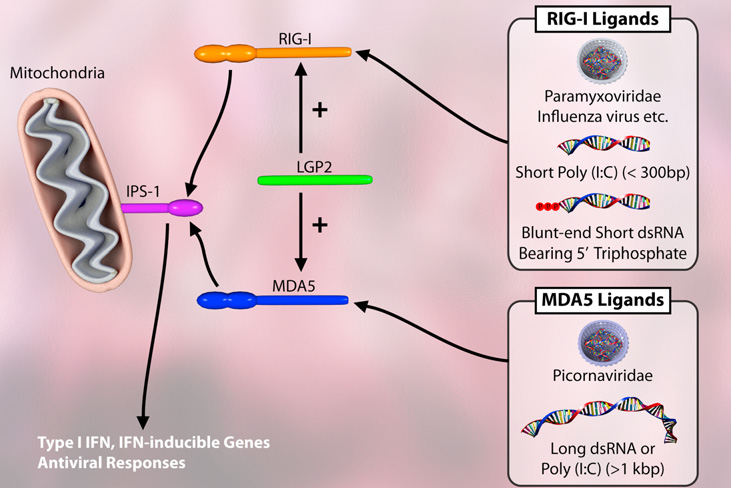 RIG-I Ligands
RIG-I
Mitochondria
Paramyxoviridae
Influenza virus etc.
+
LGP2
Short Poly (I:C) (< 300bp)
IPS-1
PPP
+
Blunt-end Short dsRNA
Bearing 5′ Triphosphate
MDA5
MDA5 Ligands
Picornaviridae
Type I IFN, IFN-inducible Genes
Antiviral Responses
Long dsRNA or
Poly (I:C) (>1 kbp)